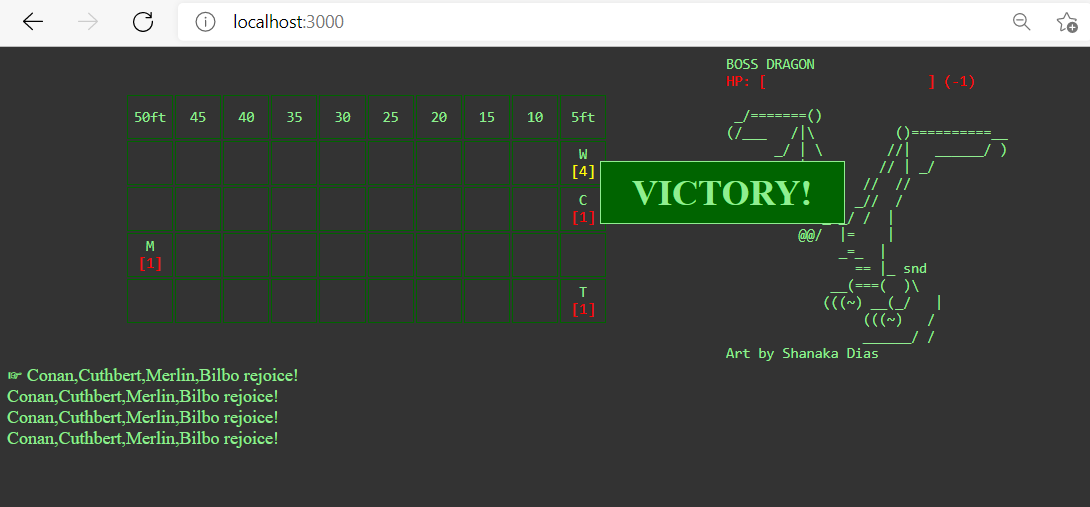 localhost:3000
BOSS DRAGON
HP: [ ] (-1)
50ft 45 40 35 30 25 20 15 10 5ft
W
[4]
C
[1]
M
[1]
T
[1]
VICTORY!
snd
Art by Shanaka Dias
☞ Conan,Cuthbert,Merlin,Bilbo rejoice!
Conan,Cuthbert,Merlin,Bilbo rejoice!
Conan,Cuthbert,Merlin,Bilbo rejoice!
Conan,Cuthbert,Merlin,Bilbo rejoice!